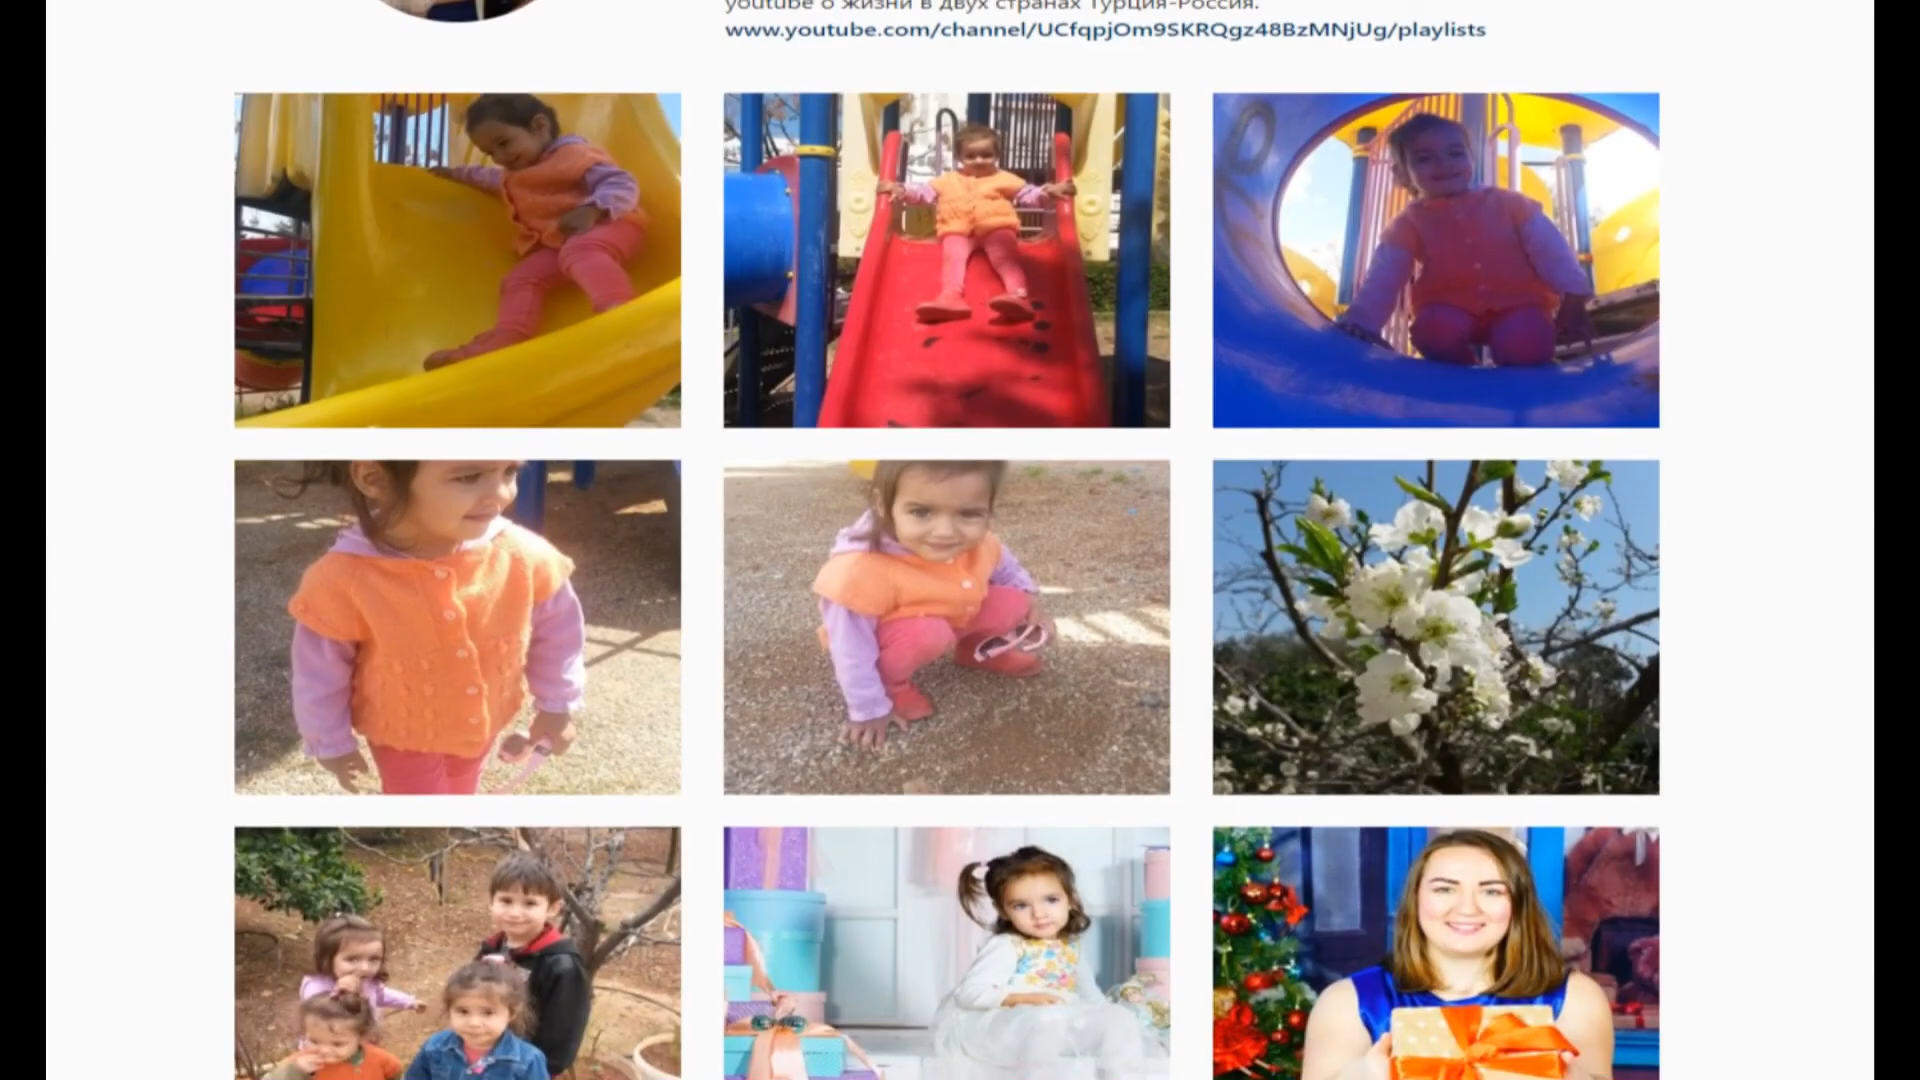 youtube о жизни в двух странах Турция-Россия.
www.youtube.com/channel/UCfqpjOm9SKRQgz48BzMNjUg/playlists